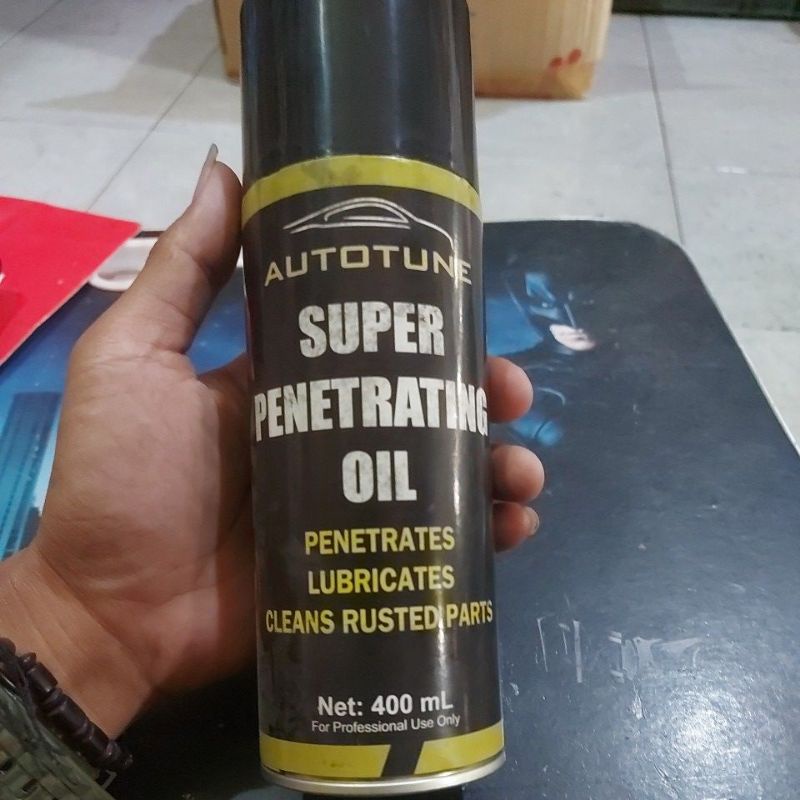 AUTOTUNE
SUPER
PENETRATING
OIL
PENETRATES
LUBRICATES
CLEANS RUSTED PARTS
Net: 400 mL
For Professional Use Only